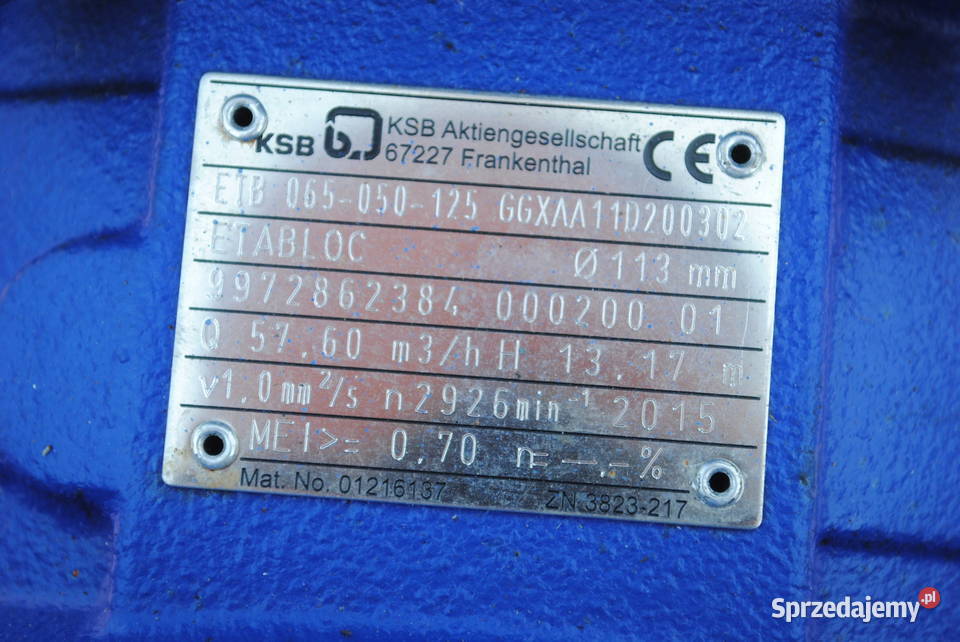 KSB KSB Aktiengesellschaft
67227 Frankenthal CE
ETB 065-050-125 GGXAA11D200302
ETABLOC Ø 113 mm
9972862384 000200 01
Q 57,60 m3/h H 13,17 m
v1,0mm²/s n2926min⁻¹ 2015
MEI>= 0,70 n=-.-%
Mat. No. 01216137 ZN 3823-217
Sprzedajemy.pl